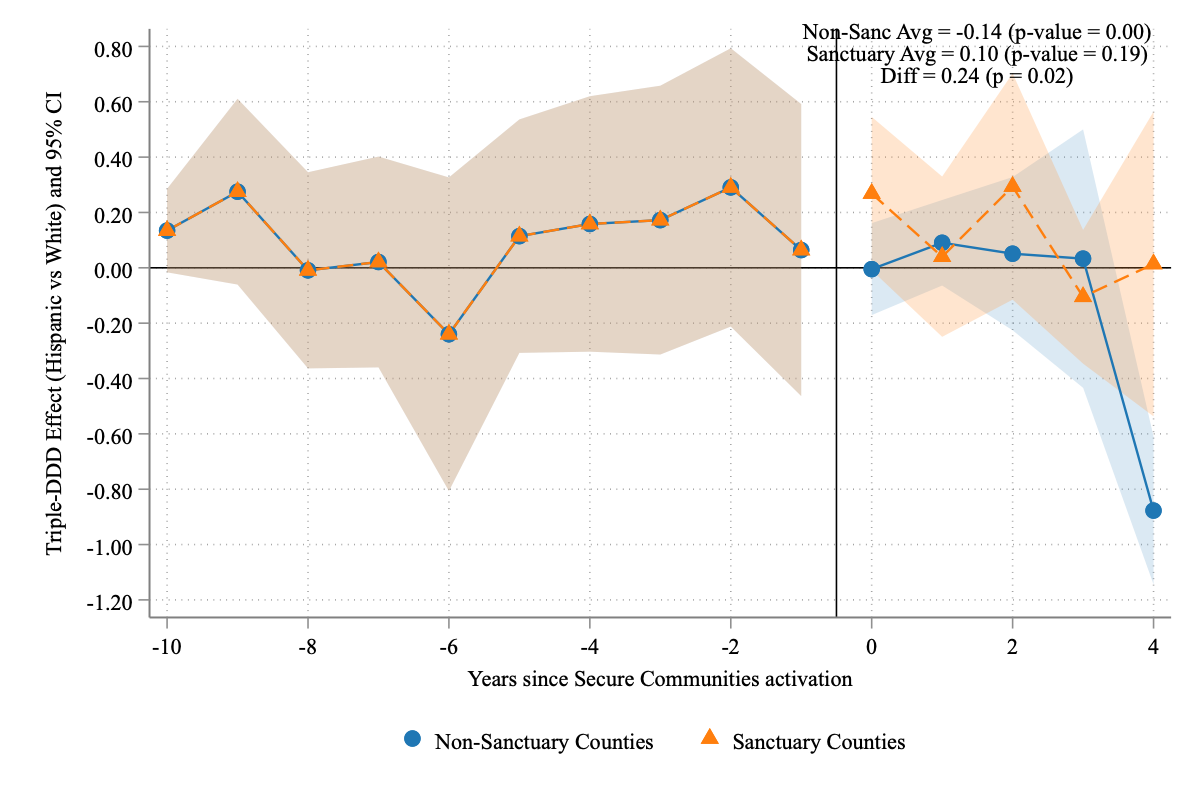 Non-Sanc Avg = -0.14 (p-value = 0.00)
Sanctuary Avg = 0.10 (p-value = 0.19)
Diff = 0.24 (p = 0.02)
Triple-DDD Effect (Hispanic vs White) and 95% CI
0.80
0.60
0.40
0.20
0.00
-0.20
-0.40
-0.60
-0.80
-1.00
-1.20
-10 -8 -6 -4 -2 0 2 4
Years since Secure Communities activation
Non-Sanctuary Counties Sanctuary Counties